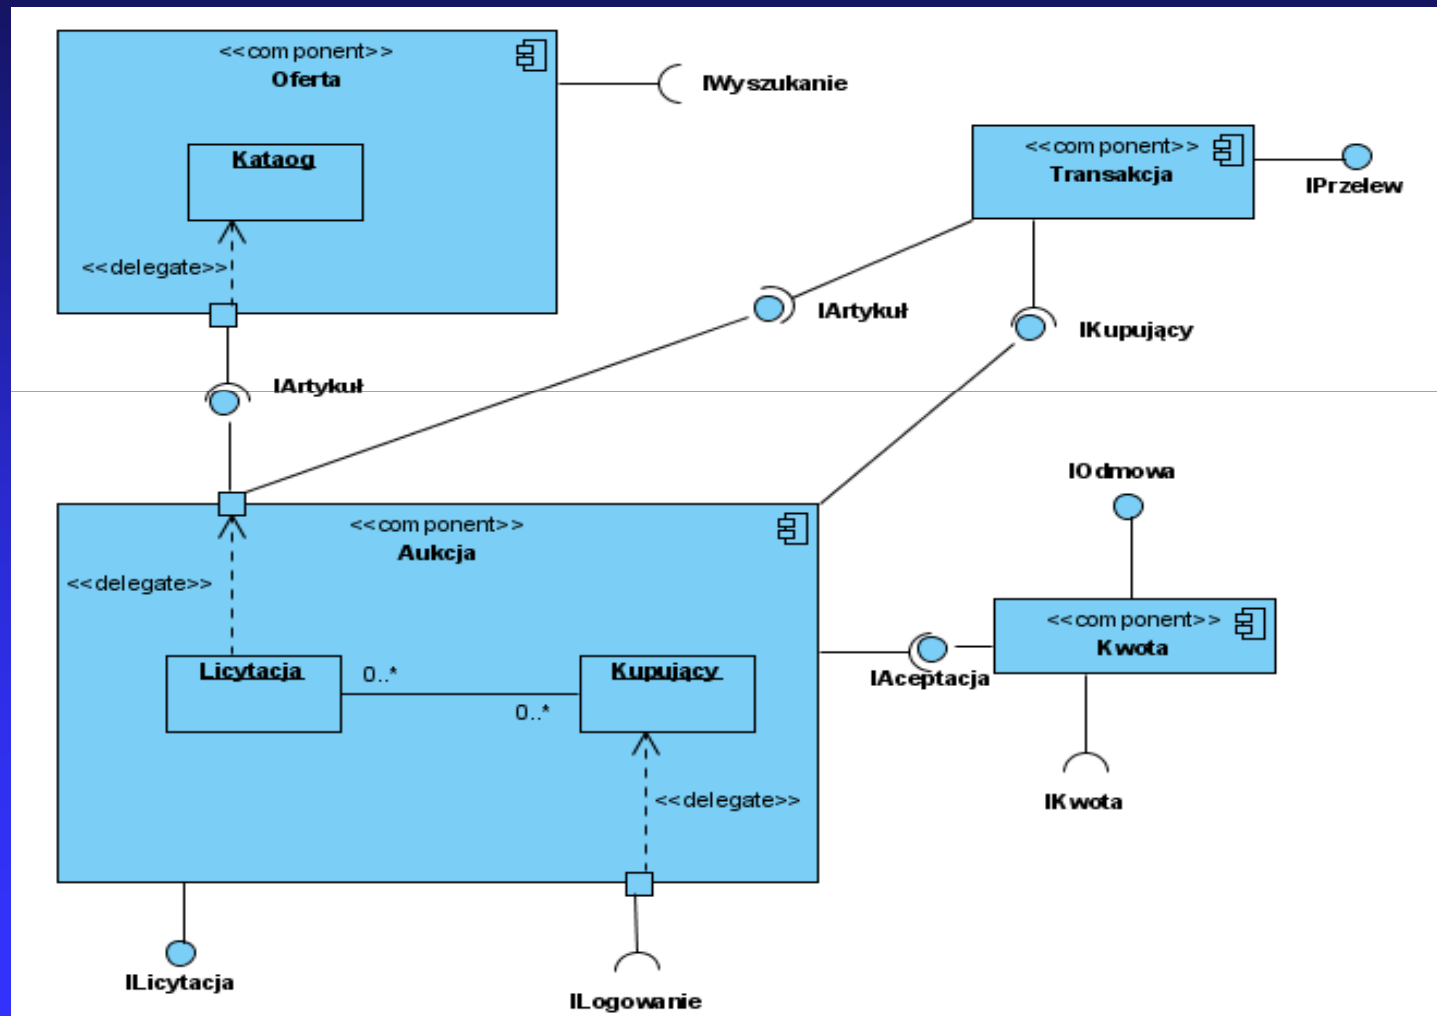 <<component>>
Oferta
IWyszukanie
Kataog
<<delegate>>
<<component>>
Transakcja
IPrzelew
IArtykuł
IKupujący
IArtykuł
IOdmowa
<<component>>
Aukcja
<<delegate>>
<<component>>
Kwota
Licytacja
0..*
0..*
Kupujący
IAceptacja
<<delegate>>
IKwota
ILicytacja
ILogowanie